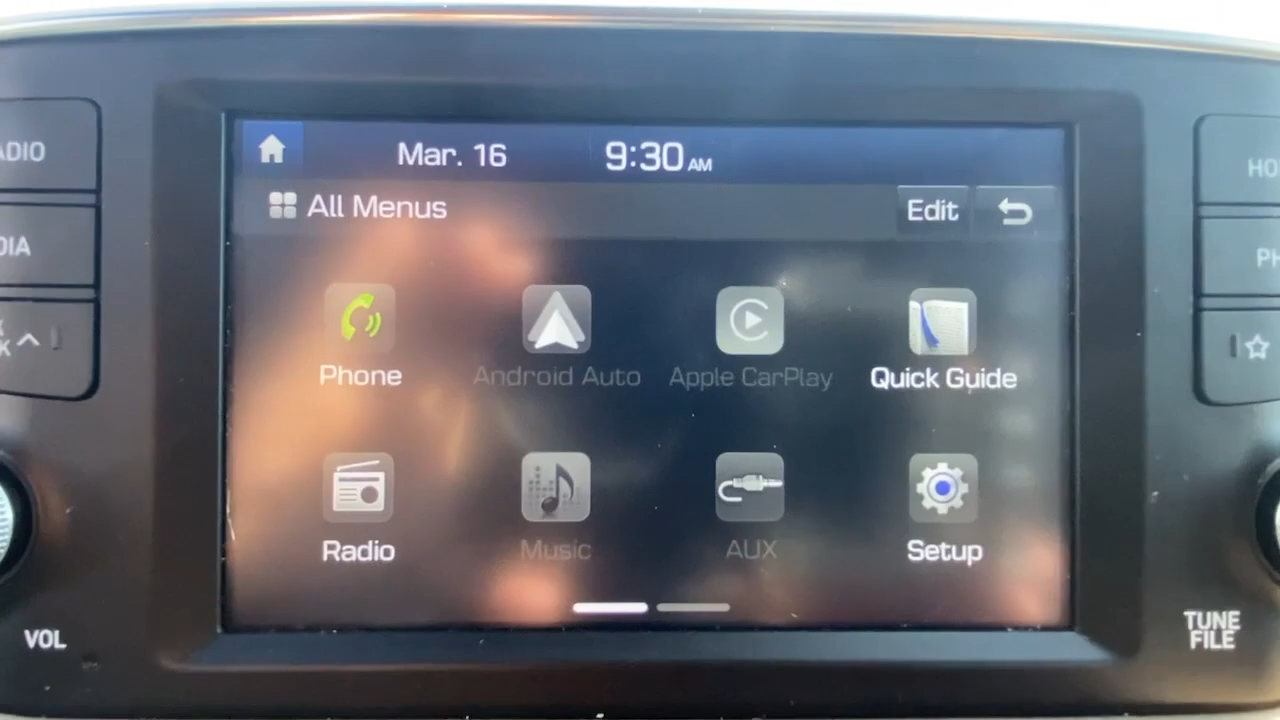 Mar. 16 9:30 AM
All Menus Edit
Phone Android Auto Apple CarPlay Quick Guide
Radio Music AUX Setup
VOL
TUNE
FILE